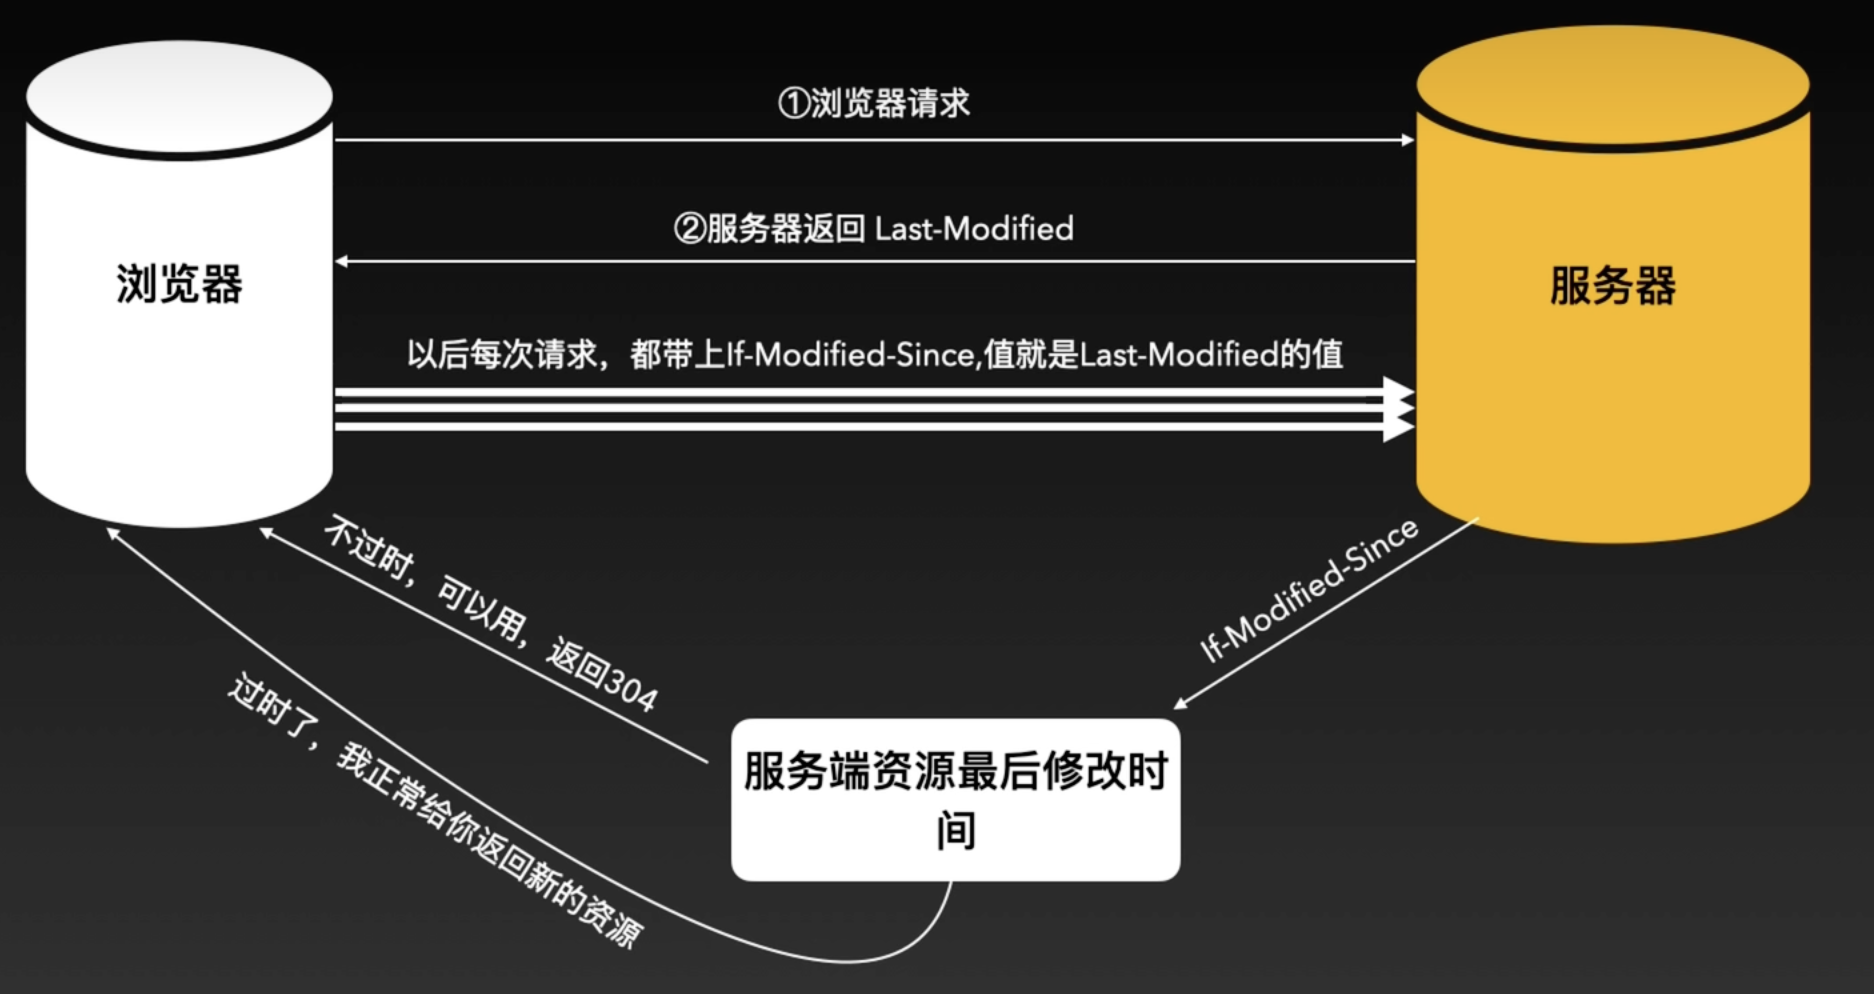 ①浏览器请求
②服务器返回 Last-Modified
浏览器
服务器
以后每次请求，都带上If-Modified-Since,值就是Last-Modified的值
不过时，可以用，返回304
If-Modified-Since
过时了，我正常给你返回新的资源
服务端资源最后修改时
间